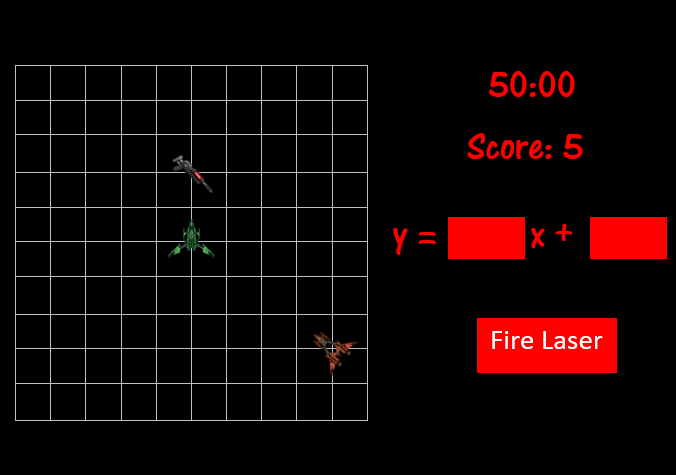 50:00
Score: 5
y = x +
Fire Laser